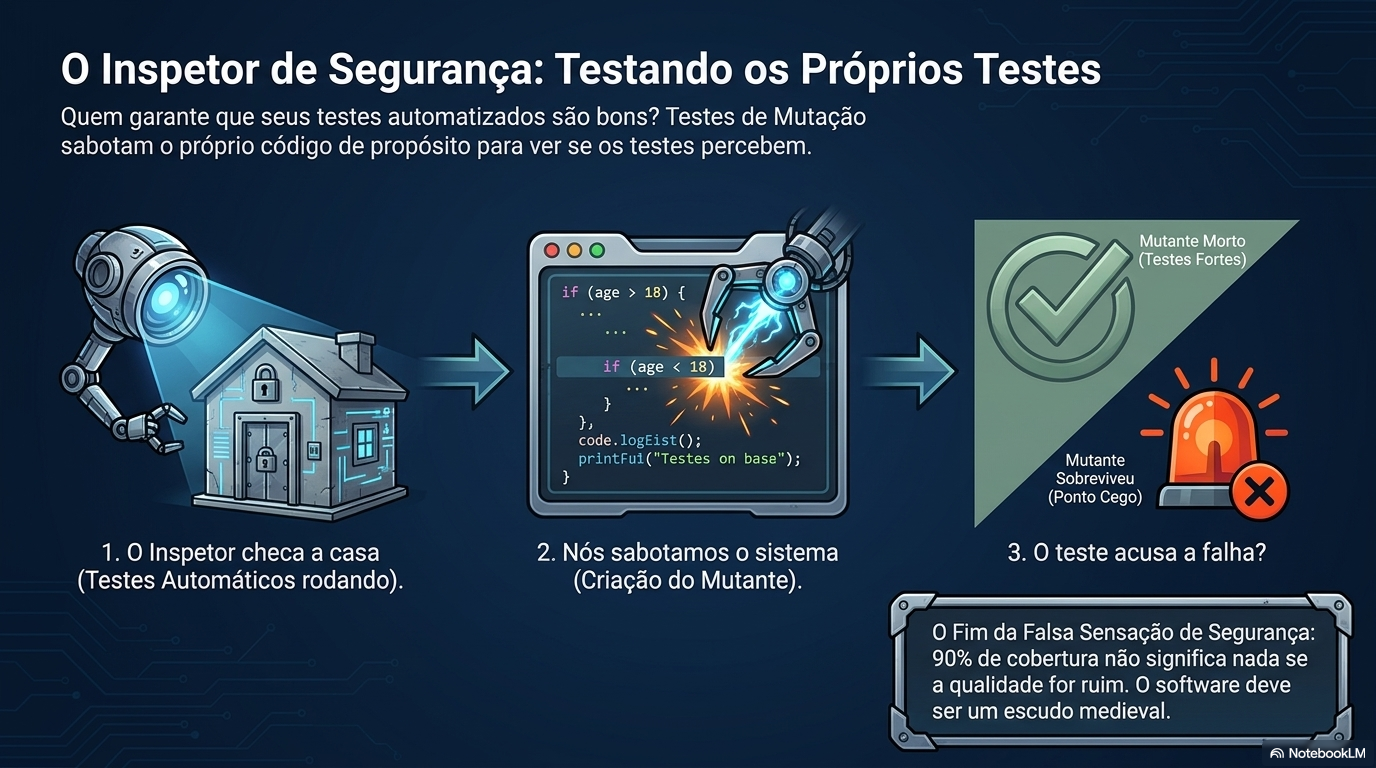 O Inspetor de Segurança: Testando os Próprios Testes
Quem garante que seus testes automatizados são bons? Testes de Mutação
sabotam o próprio código de propósito para ver se os testes percebem.
if (age > 18) {
...
...
if (age < 18)
...
}
},
code.logEist();
printFu1("Testes on base");
}
Mutante Morto
(Testes Fortes)
Mutante
Sobreviveu
(Ponto Cego)
1. O Inspetor checa a casa
(Testes Automáticos rodando).
2. Nós sabotamos o sistema
(Criação do Mutante).
3. O teste acusa a falha?
O Fim da Falsa Sensação de Segurança:
90% de cobertura não significa nada se
a qualidade for ruim. O software deve
ser um escudo medieval.
NotebookLM